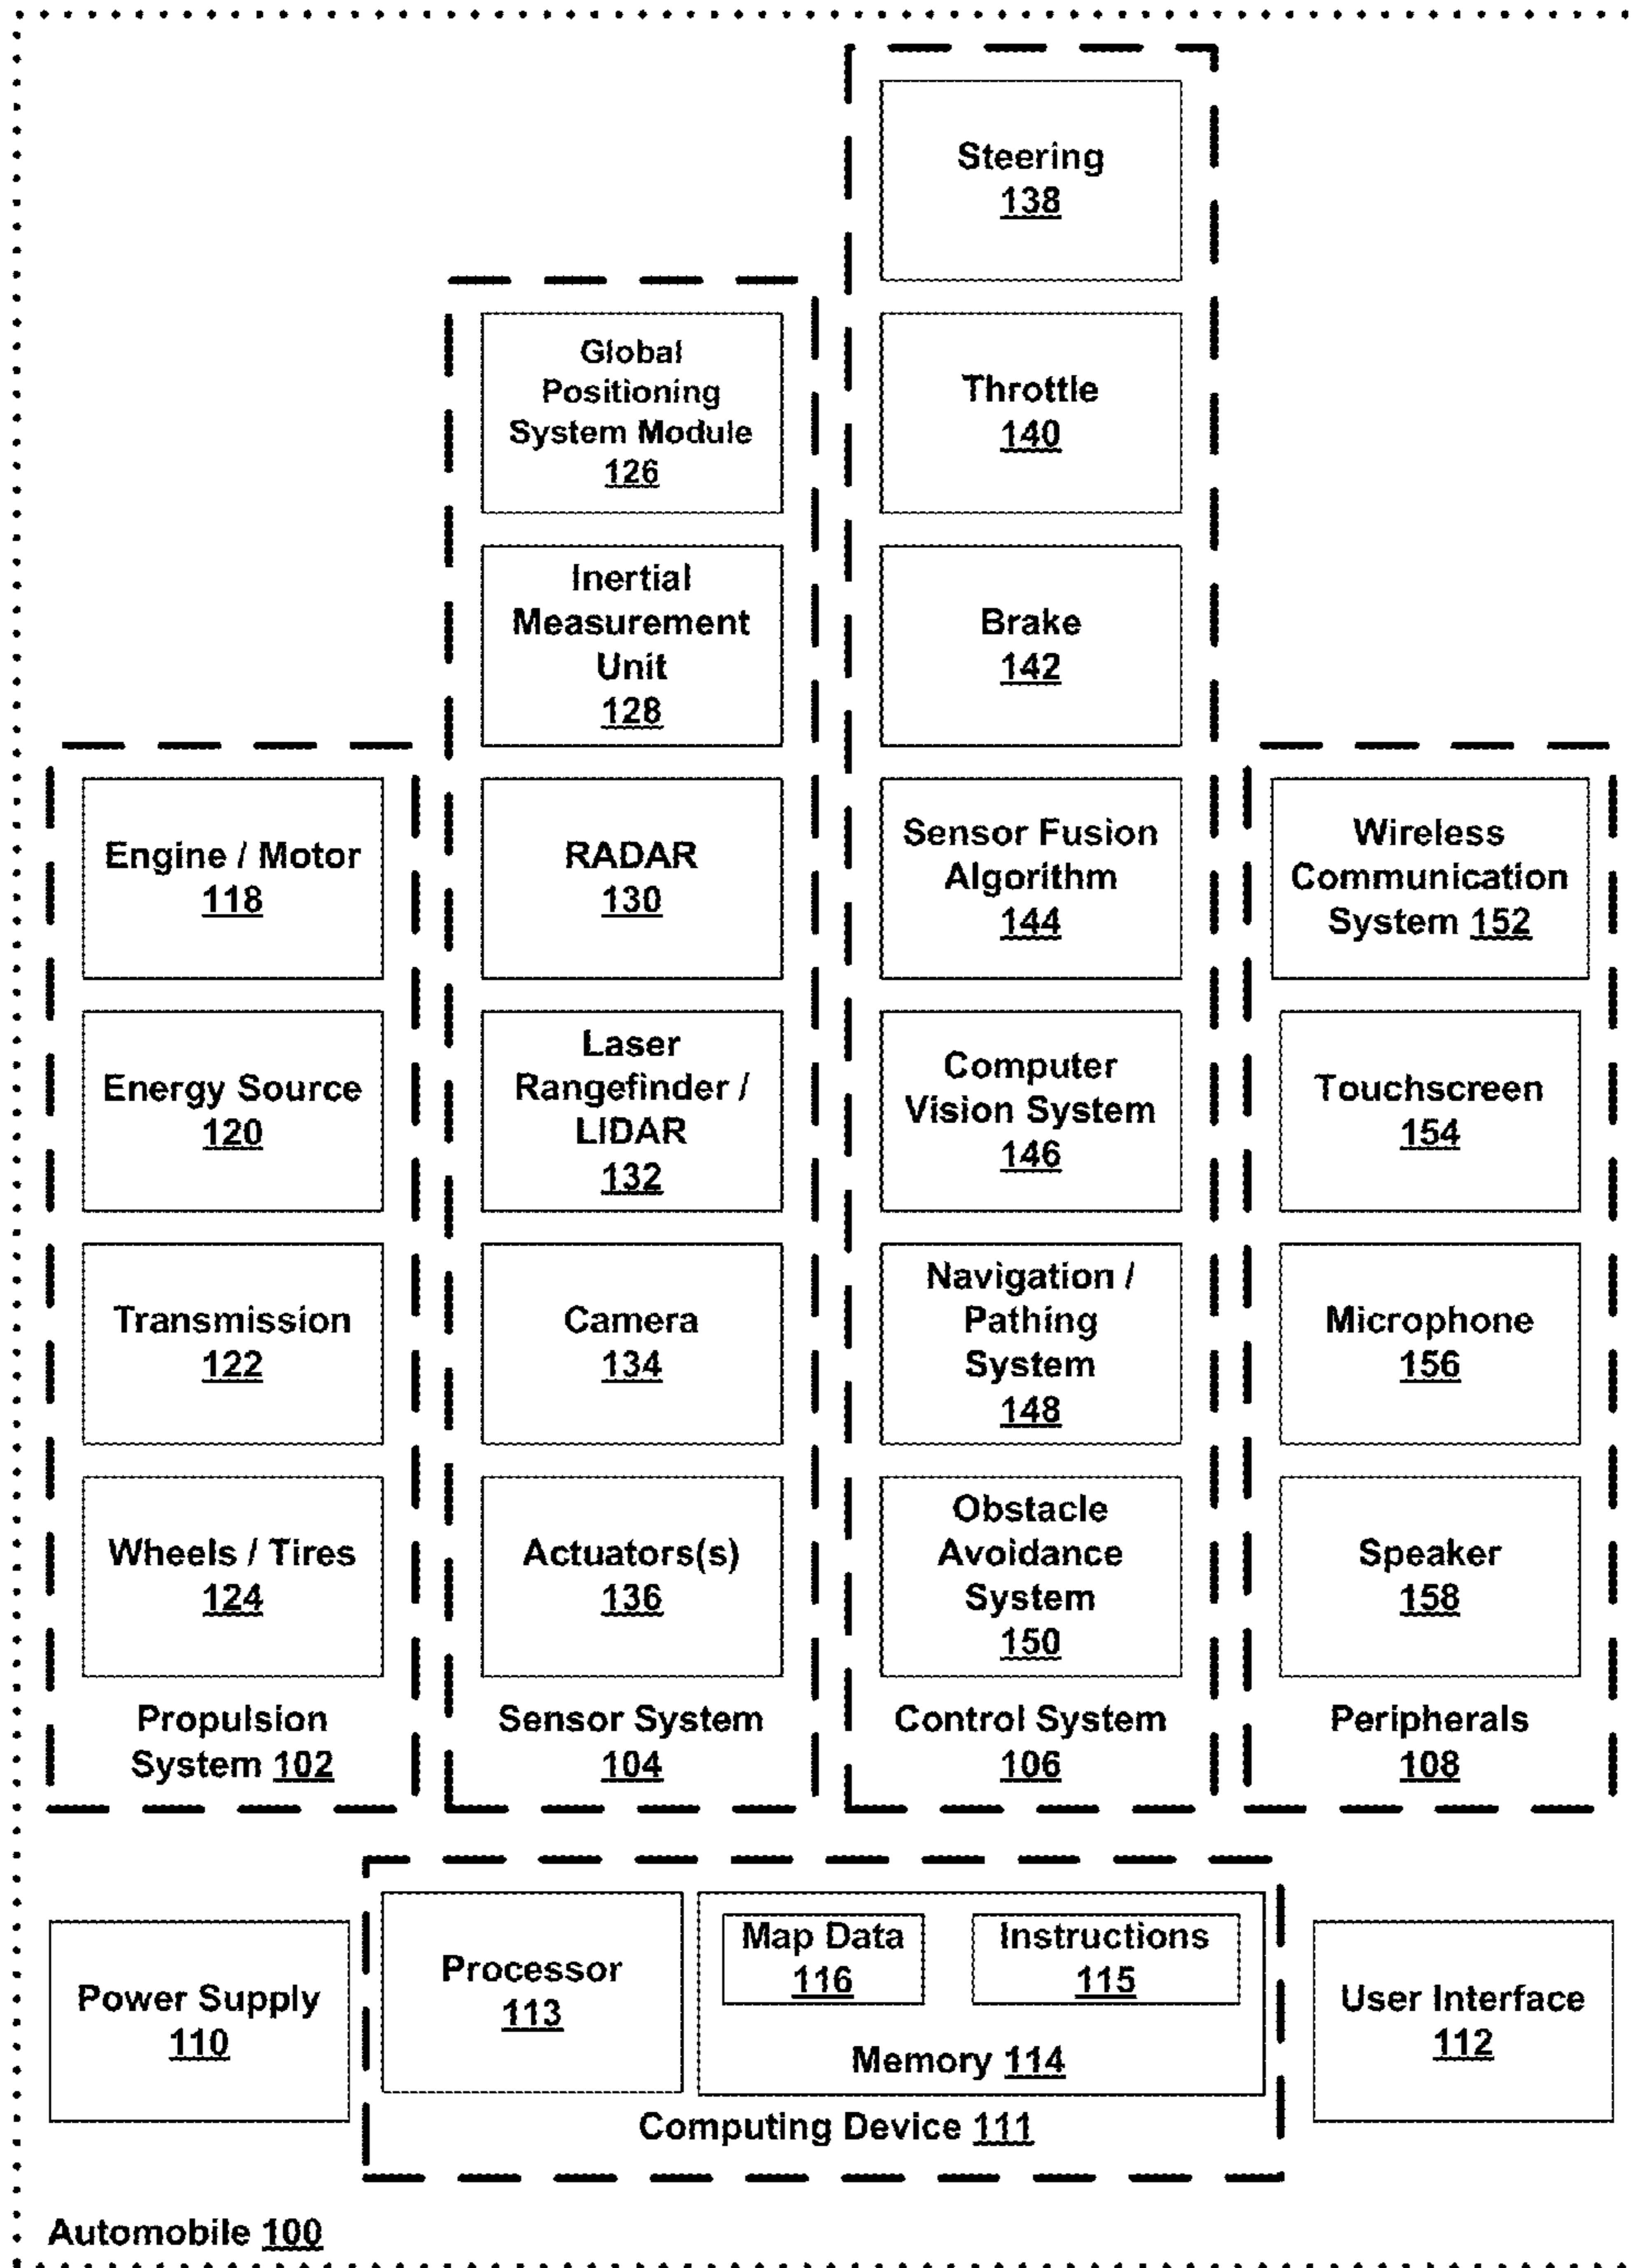 Steering
138
Global
Positioning
System Module
126
Throttle
140
Inertial
Measurement
Unit
128
Brake
142
Engine / Motor
118
RADAR
130
Sensor Fusion
Algorithm
144
Wireless
Communication
System 152
Energy Source
120
Laser
Rangefinder /
LIDAR
132
Computer
Vision System
146
Touchscreen
154
Transmission
122
Camera
134
Navigation /
Pathing
System
148
Microphone
156
Wheels / Tires
124
Actuators(s)
136
Obstacle
Avoidance
System
150
Speaker
158
Propulsion
System 102
Sensor System
104
Control System
106
Peripherals
108
Power Supply
110
Processor
113
Map Data
116
Instructions
115
Memory 114
Computing Device 111
User Interface
112
Automobile 100